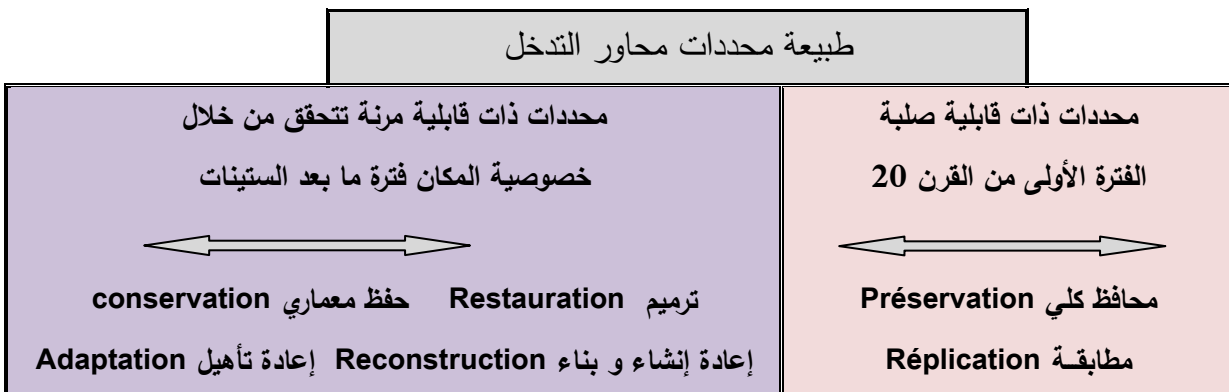 طبيعة محددات محاور التدخل
محددات ذات قابلية صلبة
الفترة الأولى من القرن 20
محافظ كلي Préservation
مطابقــة Réplication
محددات ذات قابلية مرنة تتحقق من خلال
خصوصية المكان فترة ما بعد الستينات
ترميم Restauration حفظ معماري conservation
إعادة إنشاء و بناء Reconstruction إعادة تأهيل Adaptation